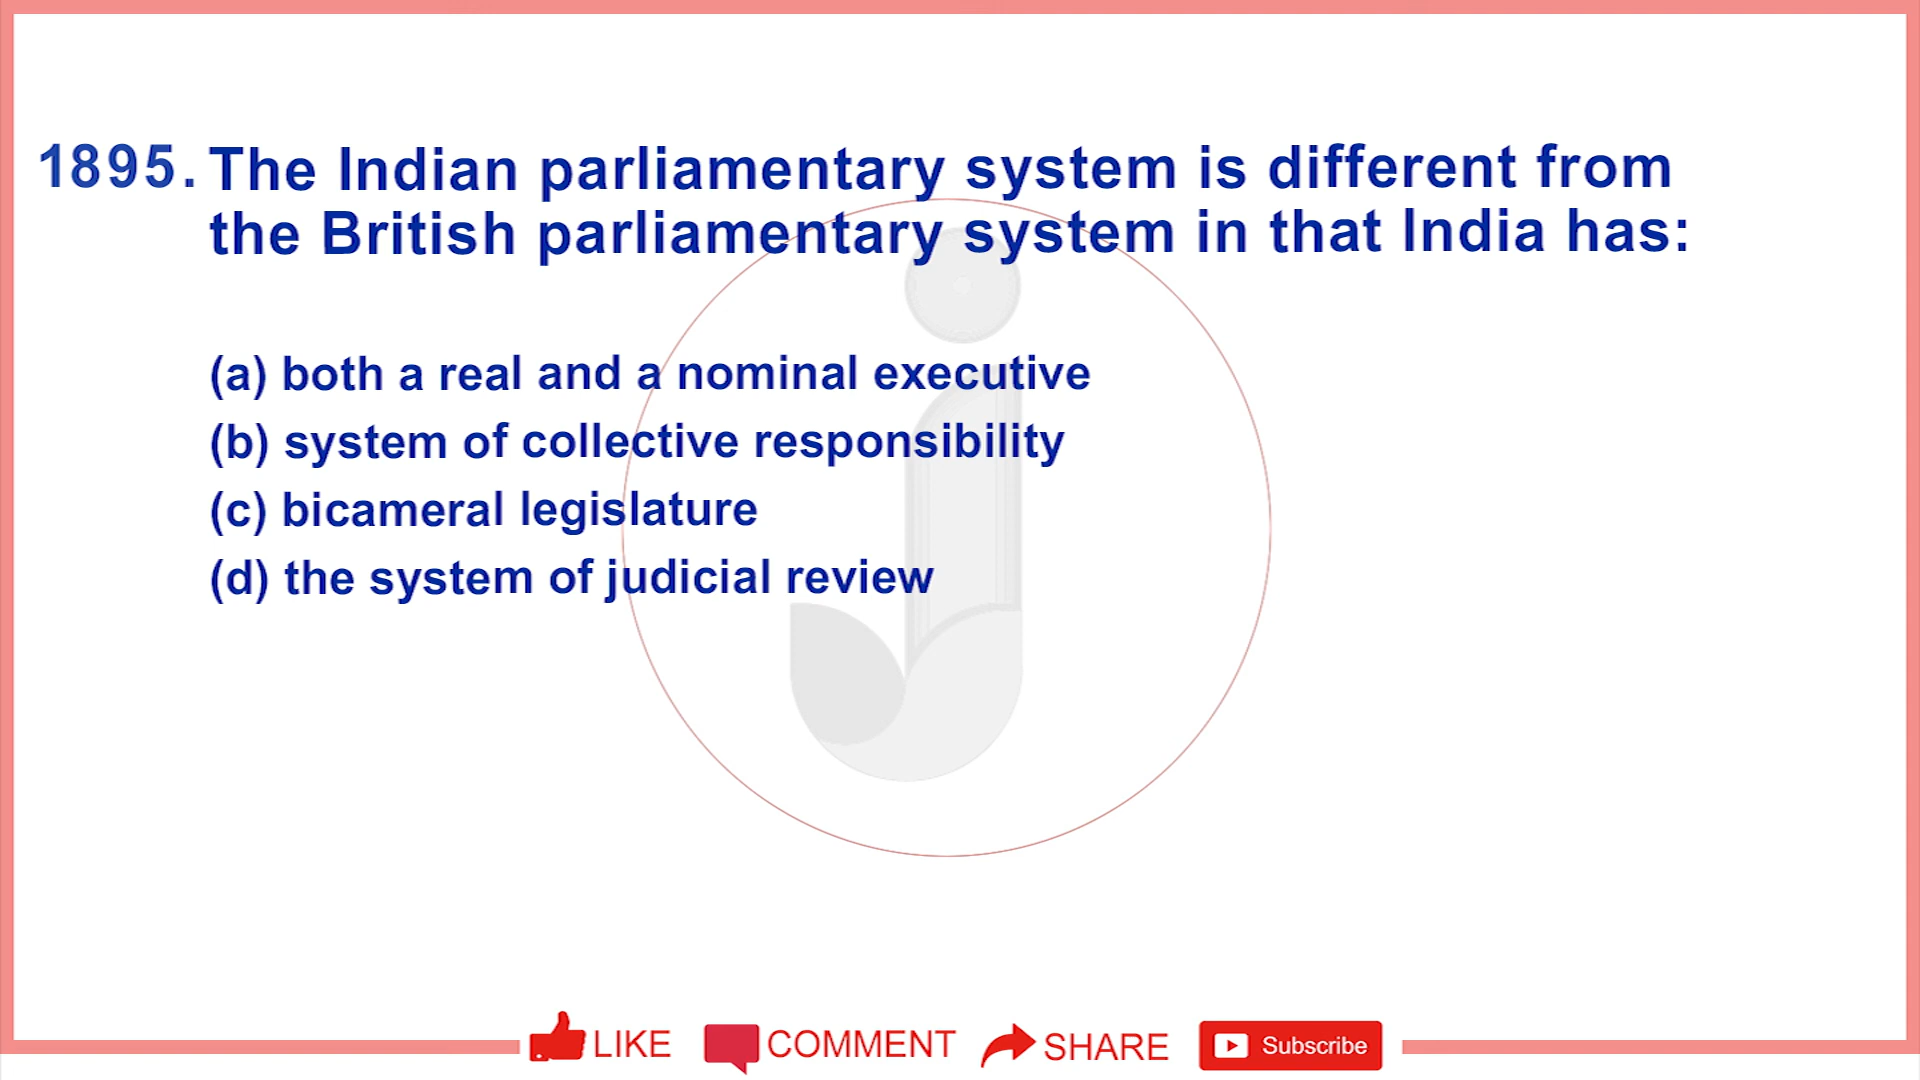 1895. The Indian parliamentary system is different from
the British parliamentary system in that India has:
(a) both a real and a nominal executive
(b) system of collective responsibility
(c) bicameral legislature
(d) the system of judicial review
LIKE COMMENT SHARE Subscribe